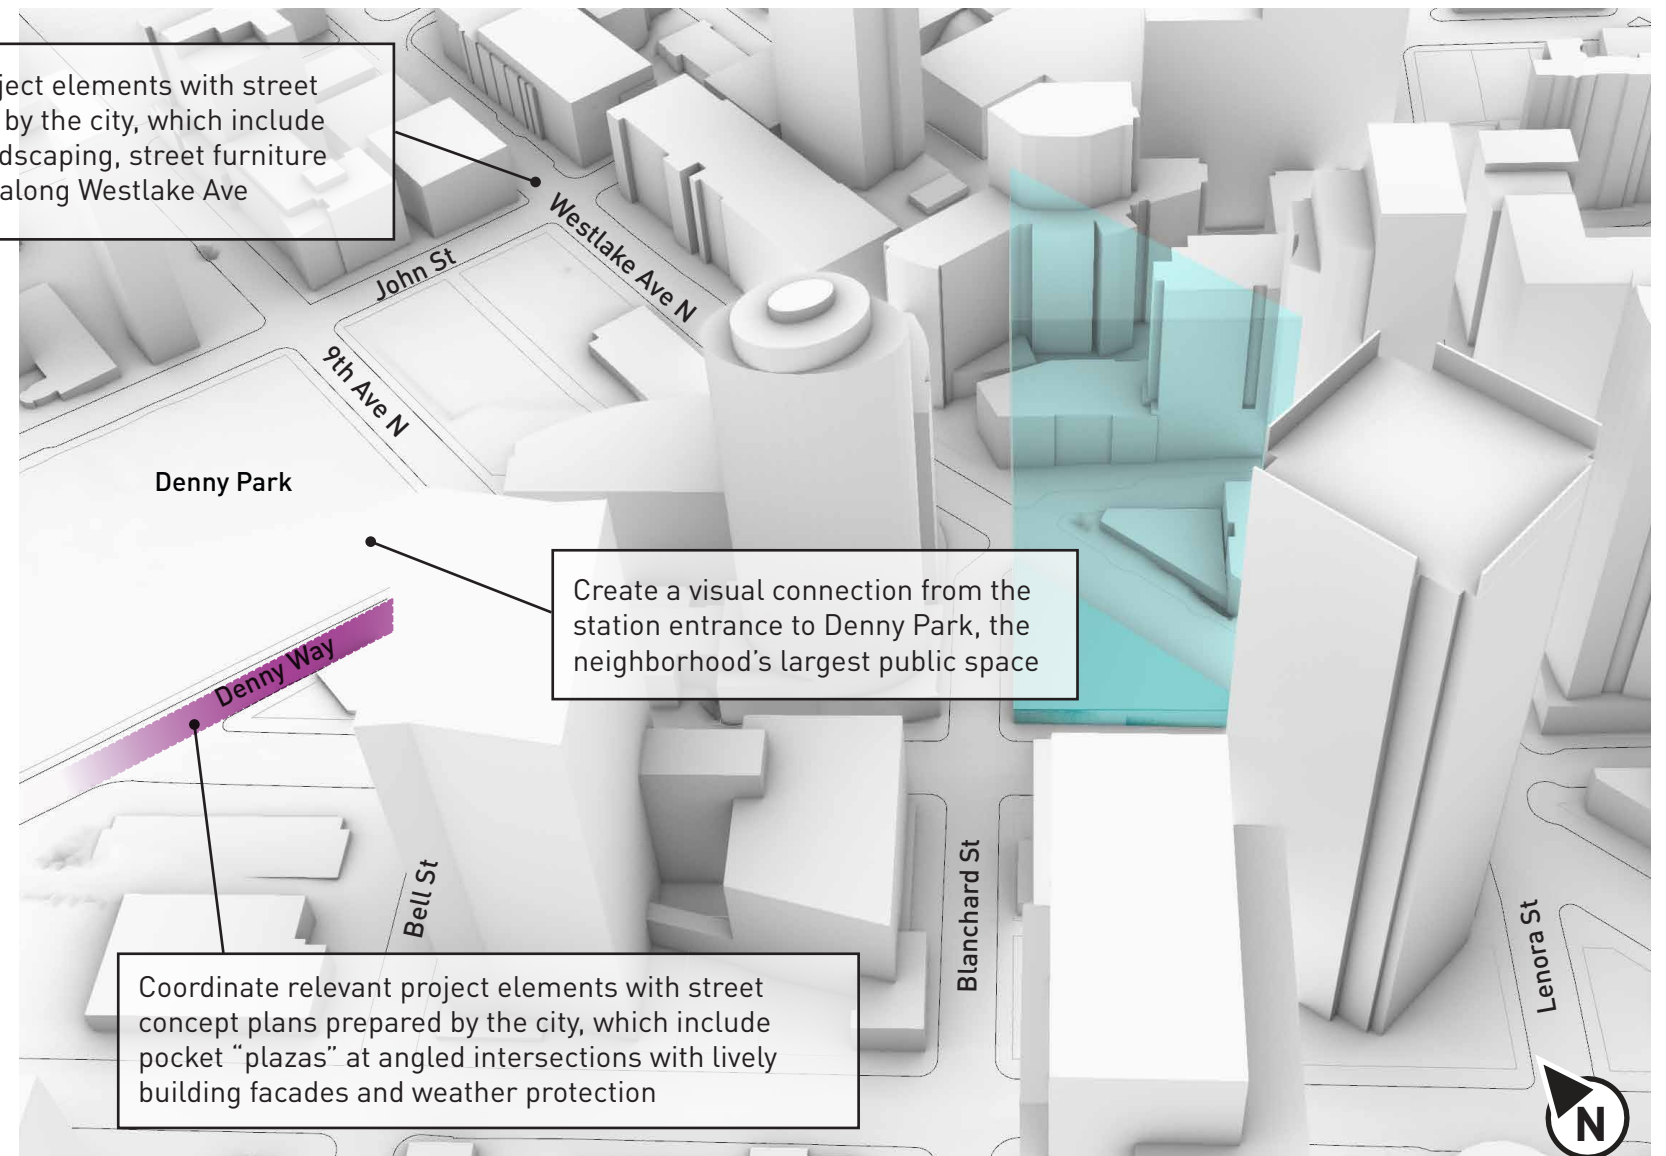 ject elements with street
by the city, which include
dscaping, street furniture
along Westlake Ave
Westlake Ave N
John St
9th Ave N
Denny Park
Create a visual connection from the
station entrance to Denny Park, the
neighborhood's largest public space
Denny Way
Bell St
Blanchard St
Lenora St
Coordinate relevant project elements with street
concept plans prepared by the city, which include
pocket “plazas” at angled intersections with lively
building facades and weather protection
N